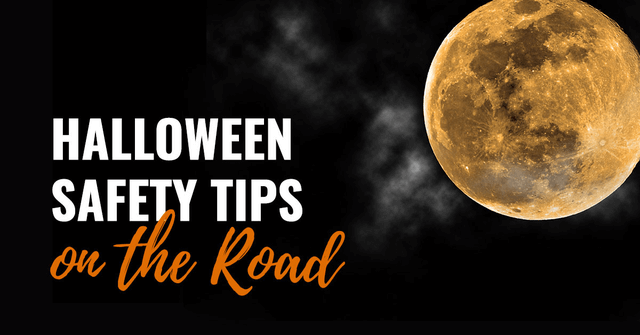 HALLOWEEN
SAFETY TIPS
on the Road